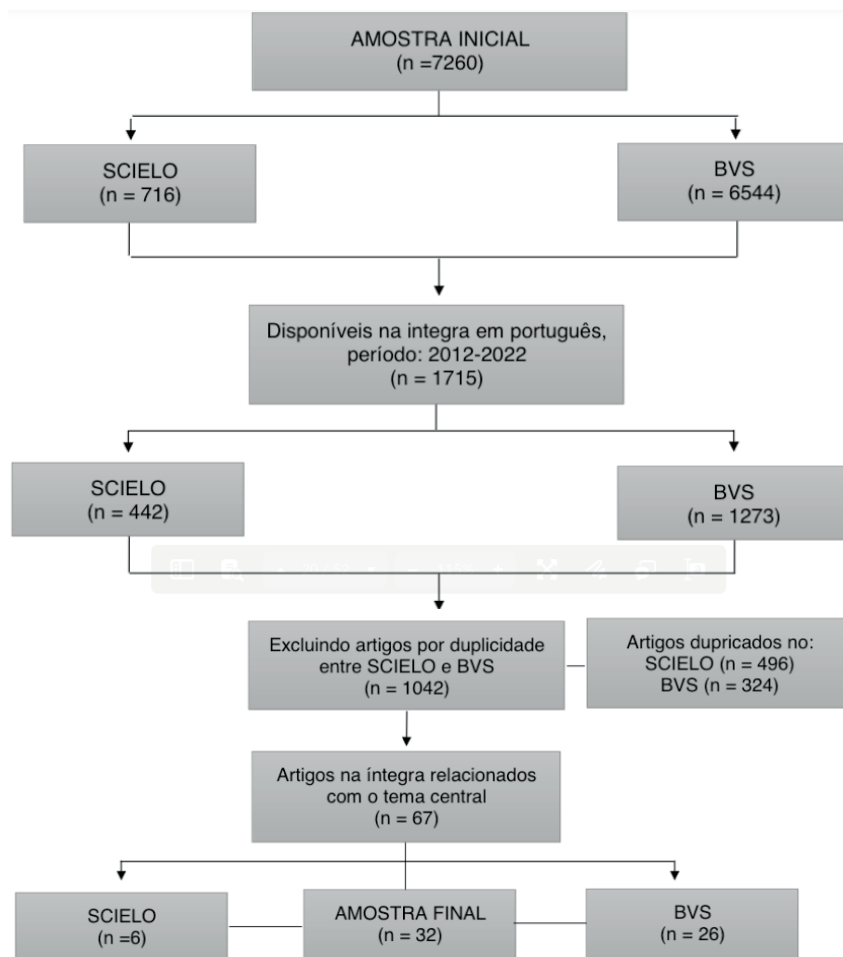 AMOSTRA INICIAL
(n =7260)
SCIELO
(n = 716)
BVS
(n = 6544)
Disponíveis na integra em português,
período: 2012-2022
(n = 1715)
SCIELO
(n = 442)
BVS
(n = 1273)
Excluindo artigos por duplicidade
entre SCIELO e BVS
(n = 1042)
Artigos dupricados no:
SCIELO (n = 496)
BVS (n = 324)
Artigos na íntegra relacionados
com o tema central
(n = 67)
SCIELO
(n =6)
AMOSTRA FINAL
(n = 32)
BVS
(n = 26)